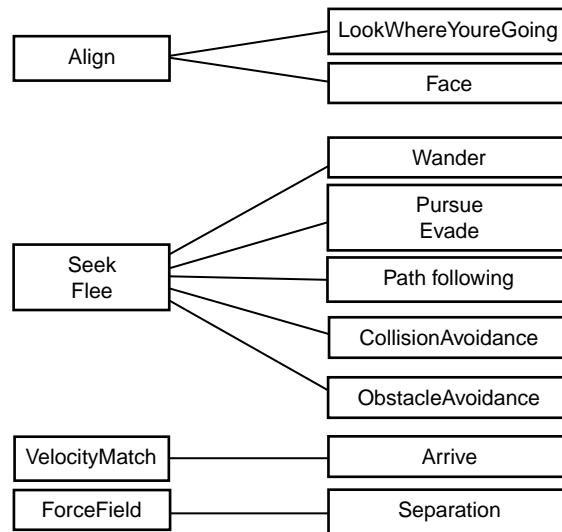 Align
LookWhereYoureGoing
Face
Seek
Flee
Wander
Pursue
Evade
Path following
CollisionAvoidance
ObstacleAvoidance
VelocityMatch
Arrive
ForceField
Separation